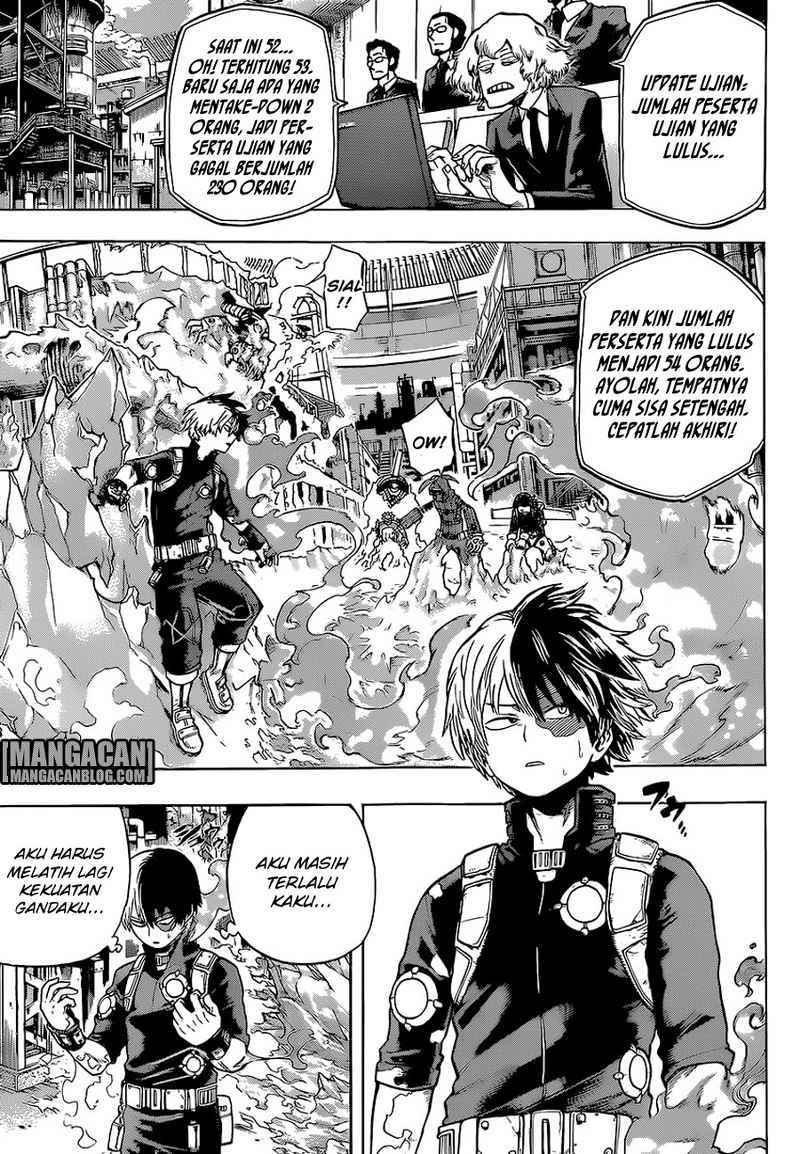 UPDATE UJIAN:
JUMLAH PESERTA
UJIAN YANG
LULUS...
SAAT INI 52...
OH! TERHITUNG 53.
BARU SAJA ADA YANG
MENTAKE-DOWN 2
ORANG, JADI PER-
SERTA UJIAN YANG
GAGAL BERJUMLAH
230 ORANG!
DAN KINI JUMLAH
PERSERTA YANG LULUS
MENJADI 54 ORANG.
AYOLAH, TEMPATNYA
CUMA SISA SETENGAH.
CEPATLAH AKHIRI!
SIAL
!!
OW!
[MANGACAN]
MANGACANBLOG.COM
AKU MASIH
TERLALU
KAKU...
AKU HARUS
MELATIH LAGI
KEKUATAN
GANDAKU...